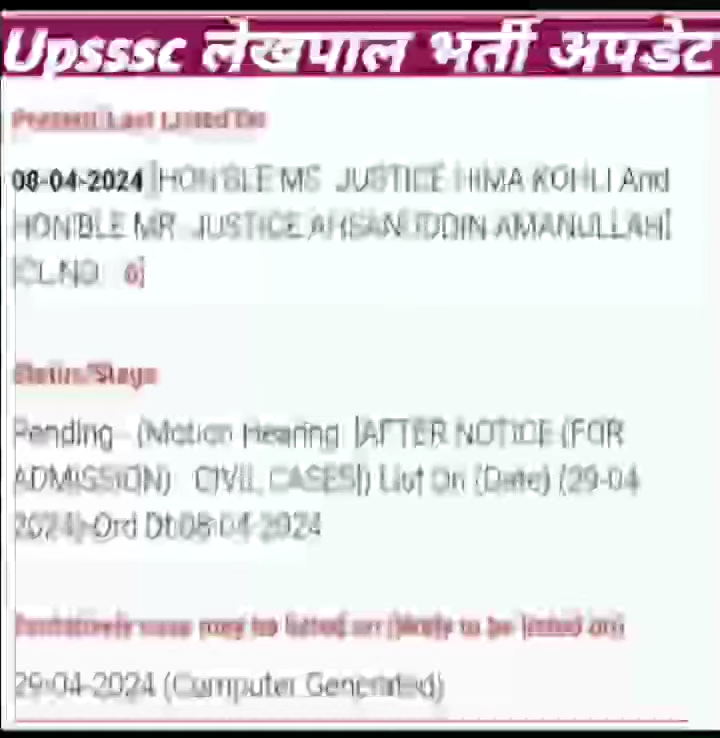 Upsssc लेखपाल भर्ती अपडेट
Present/Last Listed On
08-04-2024 [HON'BLE MS. JUSTICE HIMA KOHLI And
HON'BLE MR. JUSTICE AHSANUDDIN AMANULLAH]
[CL.NO. : 6]
Status/Stage
Pending - (Motion Hearing [AFTER NOTICE (FOR
ADMISSION) - CIVIL CASES]) List On (Date) (29-04-
2024)-Ord Dt:08-04-2024
Tentatively case may be listed on (likely to be listed on)
29-04-2024 (Computer Generated)